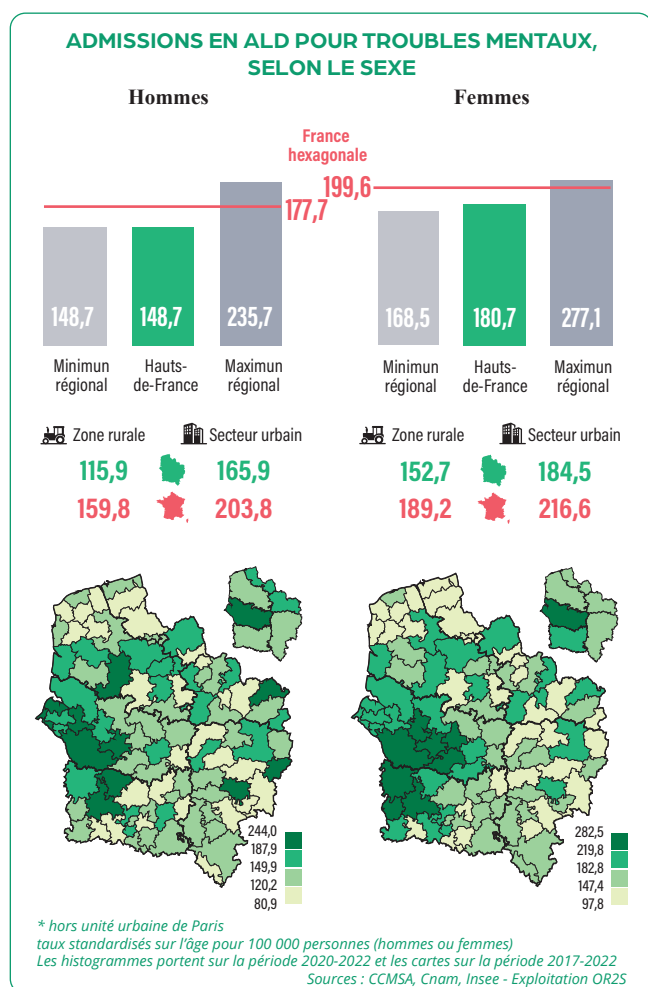 ADMISSIONS EN ALD POUR TROUBLES MENTAUX,
SELON LE SEXE
Hommes
Femmes
France
hexagonale
177,7
199,6
148,7
148,7
235,7
168,5
180,7
277,1
Minimun
régional
Hauts-
de-France
Maximun
régional
Minimun
régional
Hauts-
de-France
Maximun
régional
Zone rurale
Secteur urbain
115,9
165,9
159,8
203,8
Zone rurale
Secteur urbain
152,7
184,5
189,2
216,6
244,0
187,9
149,9
120,2
80,9
282,5
219,8
182,8
147,4
97,8
* hors unité urbaine de Paris
taux standardisés sur l'âge pour 100 000 personnes (hommes ou femmes)
Les histogrammes portent sur la période 2020-2022 et les cartes sur la période 2017-2022
Sources : CCMSA, Cnam, Insee - Exploitation OR2S